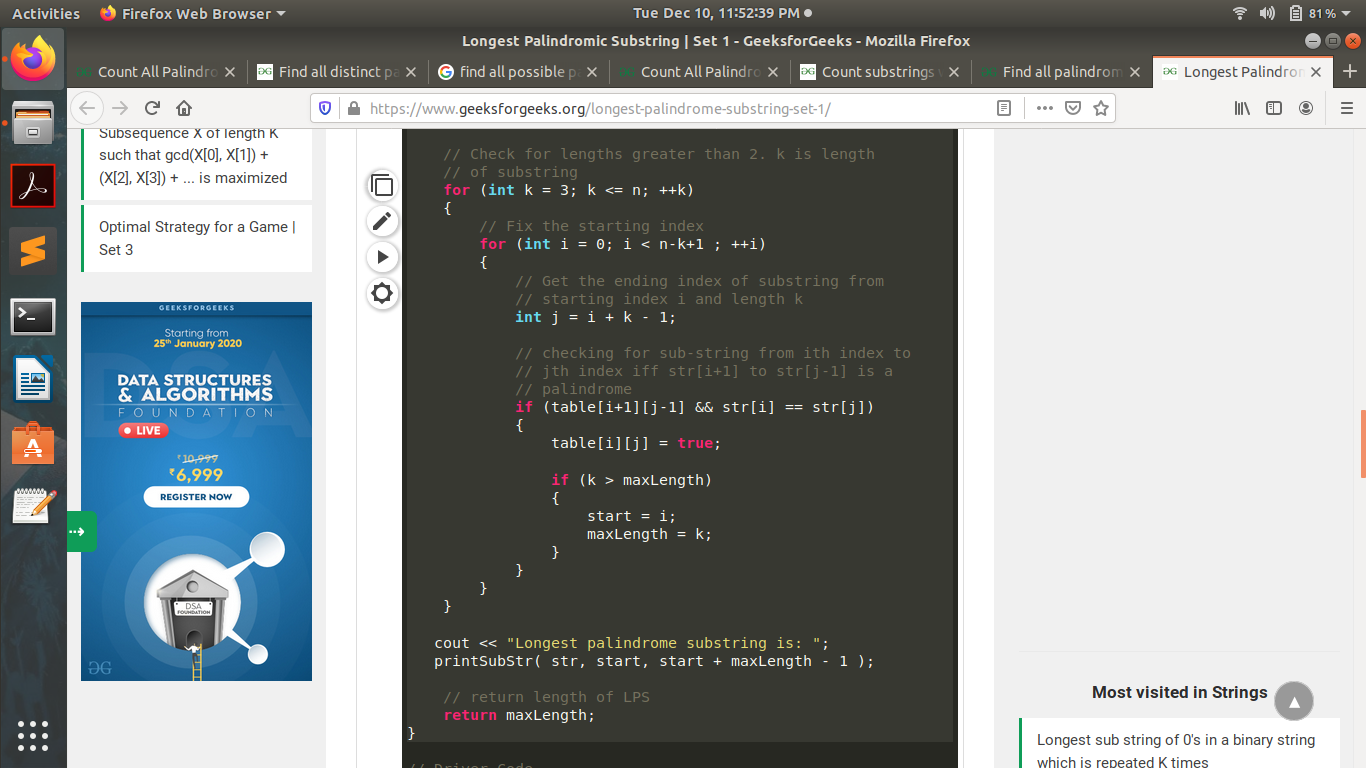 Activities Firefox Web Browser Tue Dec 10, 11:52:39 PM 81%
Longest Palindromic Substring | Set 1 - GeeksforGeeks - Mozilla Firefox
Count All Palindro Find all distinct pa find all possible pa Count All Palindro Count substrings Find all palindrom Longest Palindrom
https://www.geeksforgeeks.org/longest-palindrome-substring-set-1/
Subsequence X of length K
such that gcd(X[0], X[1]) +
(X[2], X[3]) + ... is maximized
Optimal Strategy for a Game |
Set 3
GEEKSFORGEEKS
Starting from
25th January 2020
DATA STRUCTURES
& ALGORITHMS
FOUNDATION
LIVE
₹10,999
₹6,999
REGISTER NOW
DSA
FOUNDATION
// Check for lengths greater than 2. k is length
// of substring
for (int k = 3; k <= n; ++k)
{
// Fix the starting index
for (int i = 0; i < n-k+1 ; ++i)
{
// Get the ending index of substring from
// starting index i and length k
int j = i + k - 1;
// checking for sub-string from ith index to
// jth index iff str[i+1] to str[j-1] is a
// palindrome
if (table[i+1][j-1] && str[i] == str[j])
{
table[i][j] = true;
if (k > maxLength)
{
start = i;
maxLength = k;
}
}
}
}
cout << "Longest palindrome substring is: ";
printSubStr( str, start, start + maxLength - 1 );
// return length of LPS
return maxLength;
}
// Driver Code
Most visited in Strings
Longest sub string of 0's in a binary string
which is repeated K times